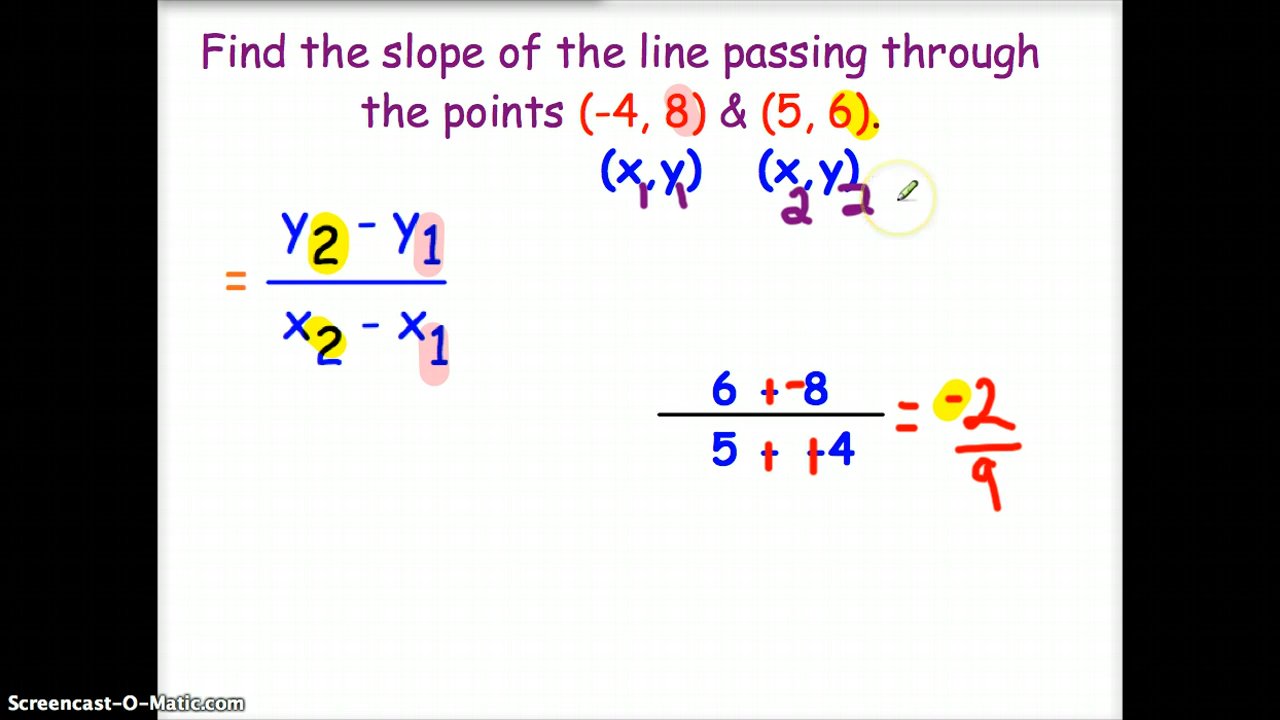 Find the slope of the line passing through
the points (-4, 8) & (5, 6).
(x,y) (x,y)
1 1 2 2
y2 - y1
=
x2 - x1
6 + -8
5 + +4
= -2
9
Screencast-O-Matic.com